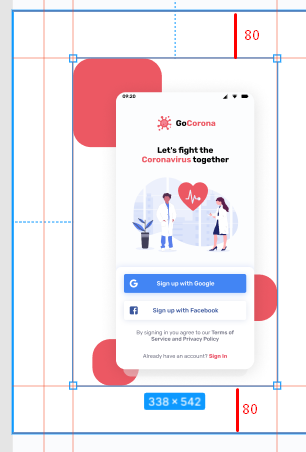 80
09:20
GoCorona
Let's fight the
Coronavirus together
Sign up with Google
Sign up with Facebook
By signing in you agree to our Terms of
Service and Privacy Policy
Already have an account? Sign In
338 × 542
80